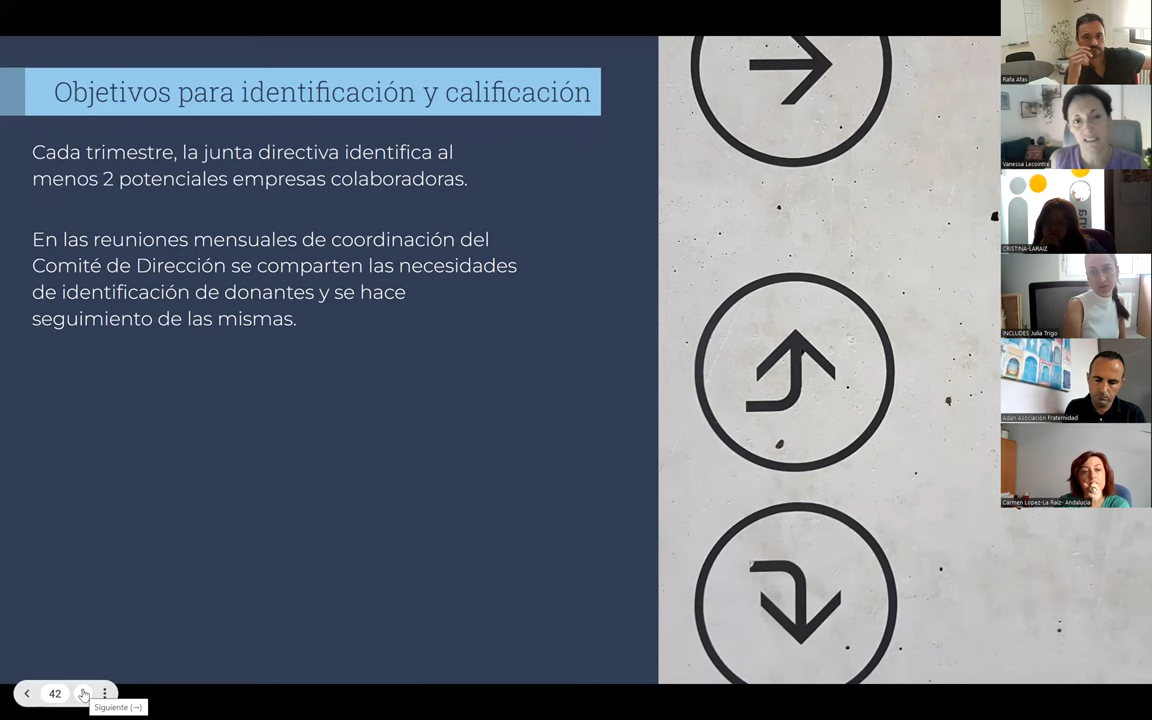 Objetivos para identificación y calificación
Cada trimestre, la junta directiva identifica al
menos 2 potenciales empresas colaboradoras.
En las reuniones mensuales de coordinación del
Comité de Dirección se comparten las necesidades
de identificación de donantes y se hace
seguimiento de las mismas.
Rafa Afas
Vanessa Lecointre
CRISTINA-LARAIZ
INCLUDES Julia Trigo
Adán Asociación Fraternidad
Carmen Lopez-La Raiz- Andalucia
42
Siguiente (→)